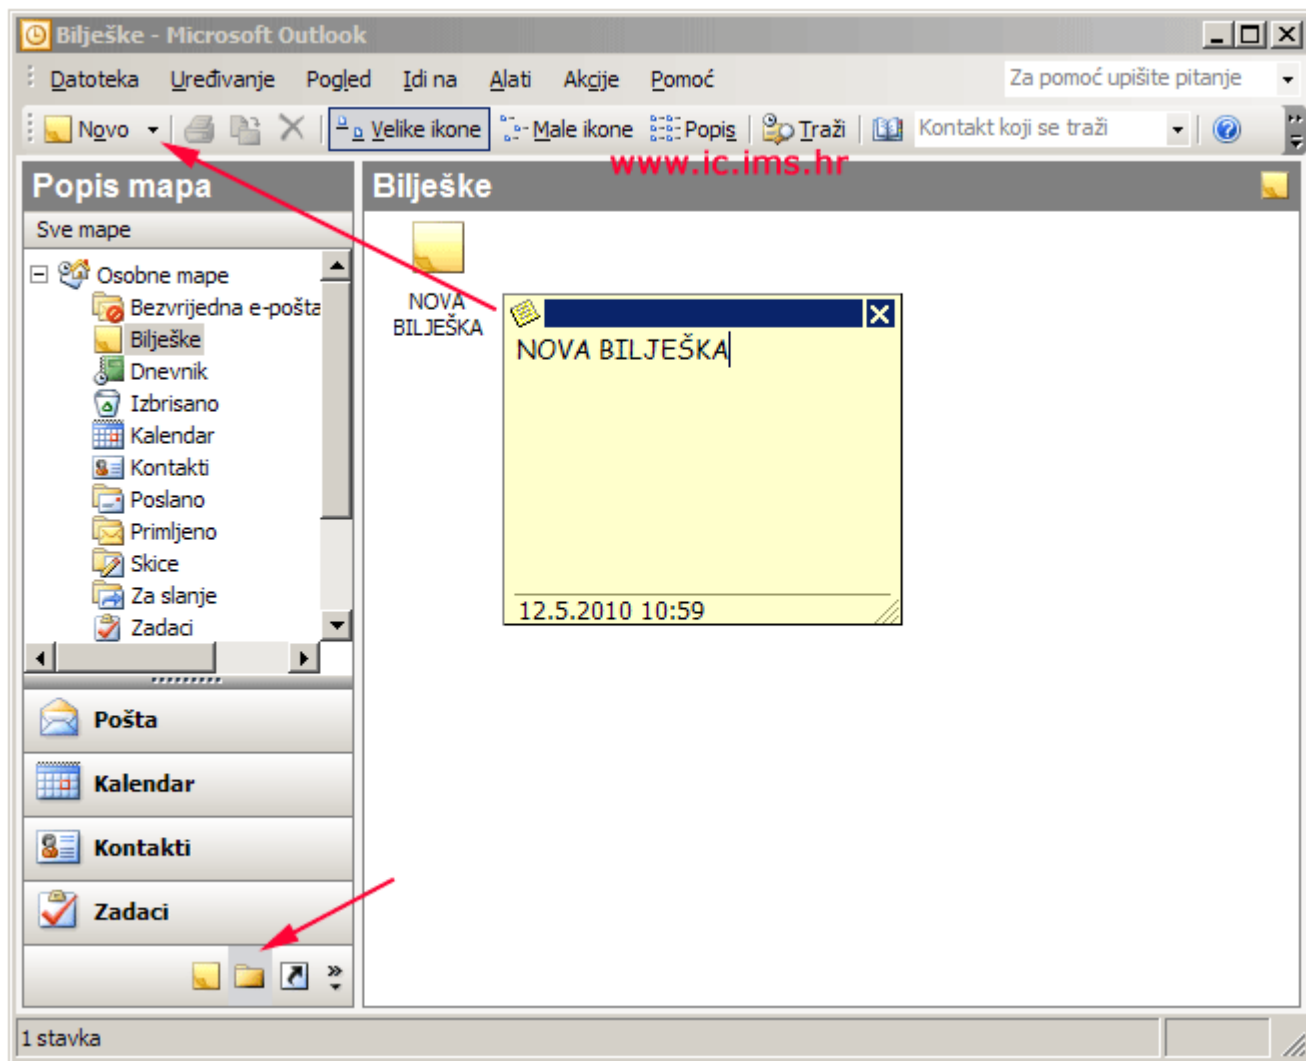 Bilješke - Microsoft Outlook
Datoteka Uređivanje Pogled Idi na Alati Akcije Pomoć Za pomoć upišite pitanje
Novo Velike ikone Male ikone Popis Traži Kontakt koji se traži
www.ic.ims.hr
Popis mapa
Sve mape
Osobne mape
Bezvrijedna e-pošta
Bilješke
Dnevnik
Izbrisano
Kalendar
Kontakti
Poslano
Primljeno
Skice
Za slanje
Zadaci
Pošta
Kalendar
Kontakti
Zadaci
Bilješke
NOVA
BILJEŠKA
NOVA BILJEŠKA
12.5.2010 10:59
1 stavka